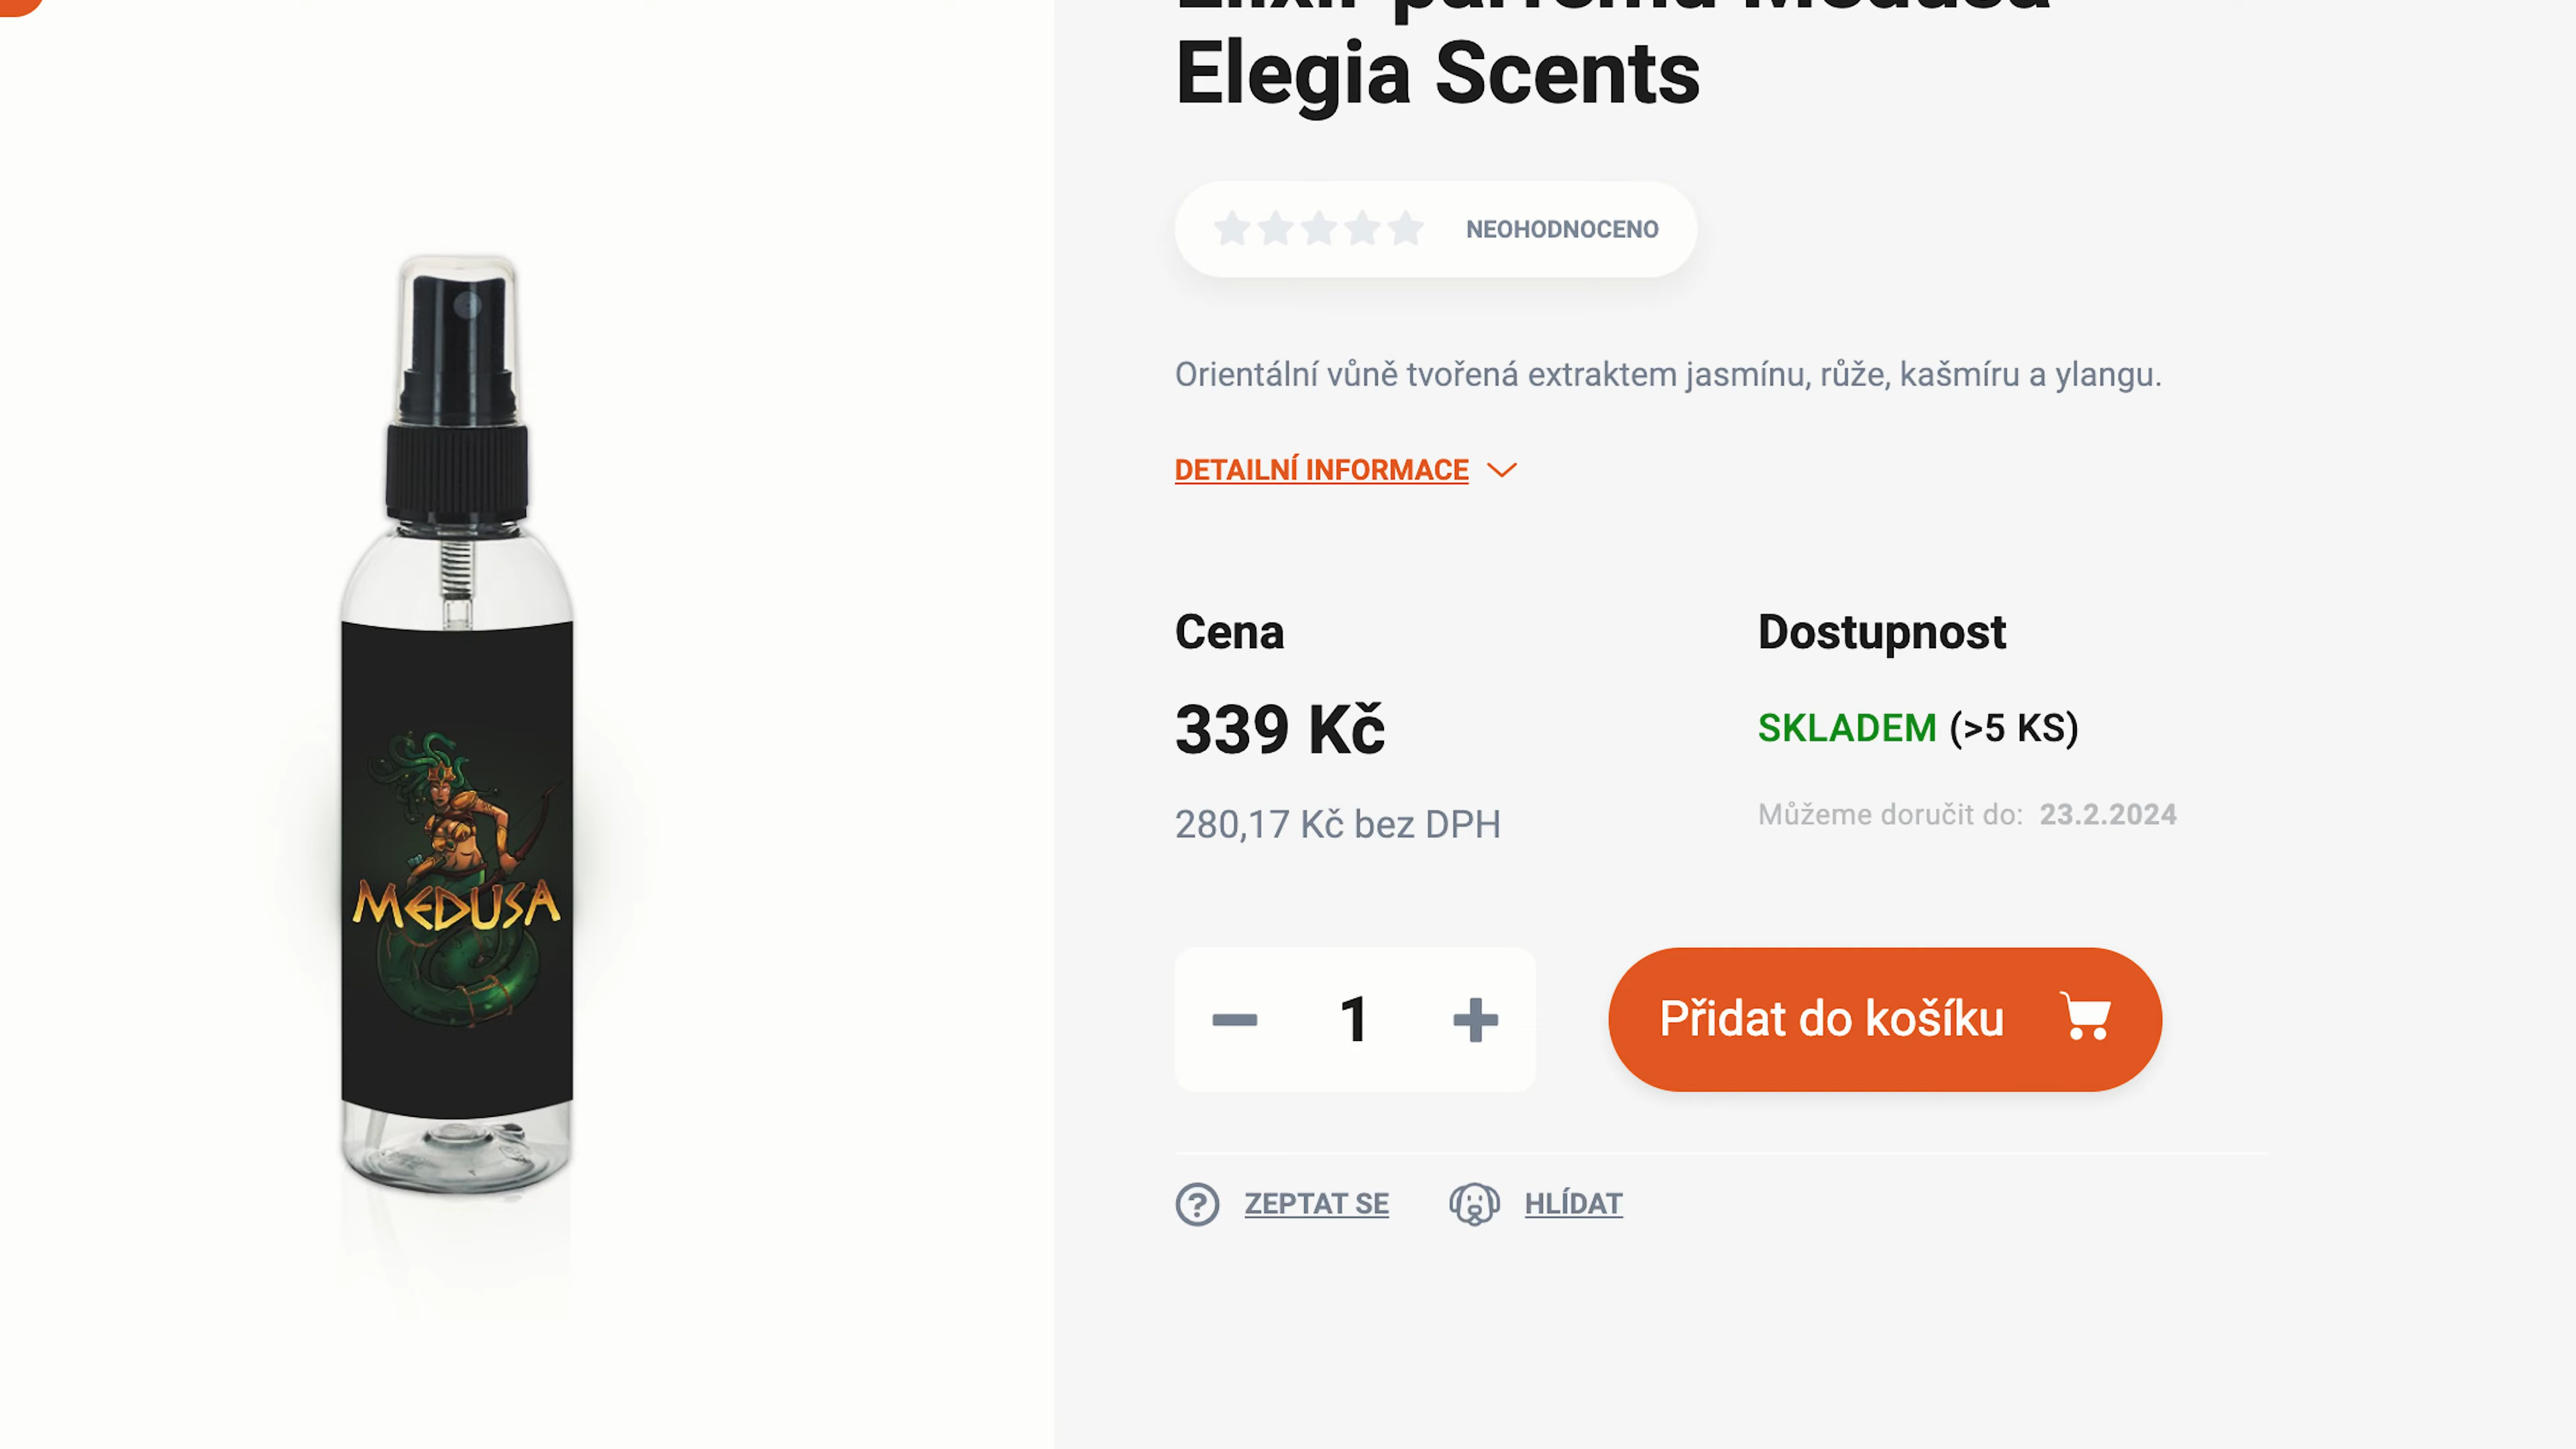 Elegia Scents
NEOHODNOCENO
Orientální vůně tvořená extraktem jasmínu, růže, kašmíru a ylangu.
DETAILNÍ INFORMACE
Cena
Dostupnost
339 Kč
SKLADEM (>5 KS)
280,17 Kč bez DPH
Můžeme doručit do: 23.2.2024
MEDUSA
1
Přidat do košíku
ZEPTAT SE
HLÍDAT